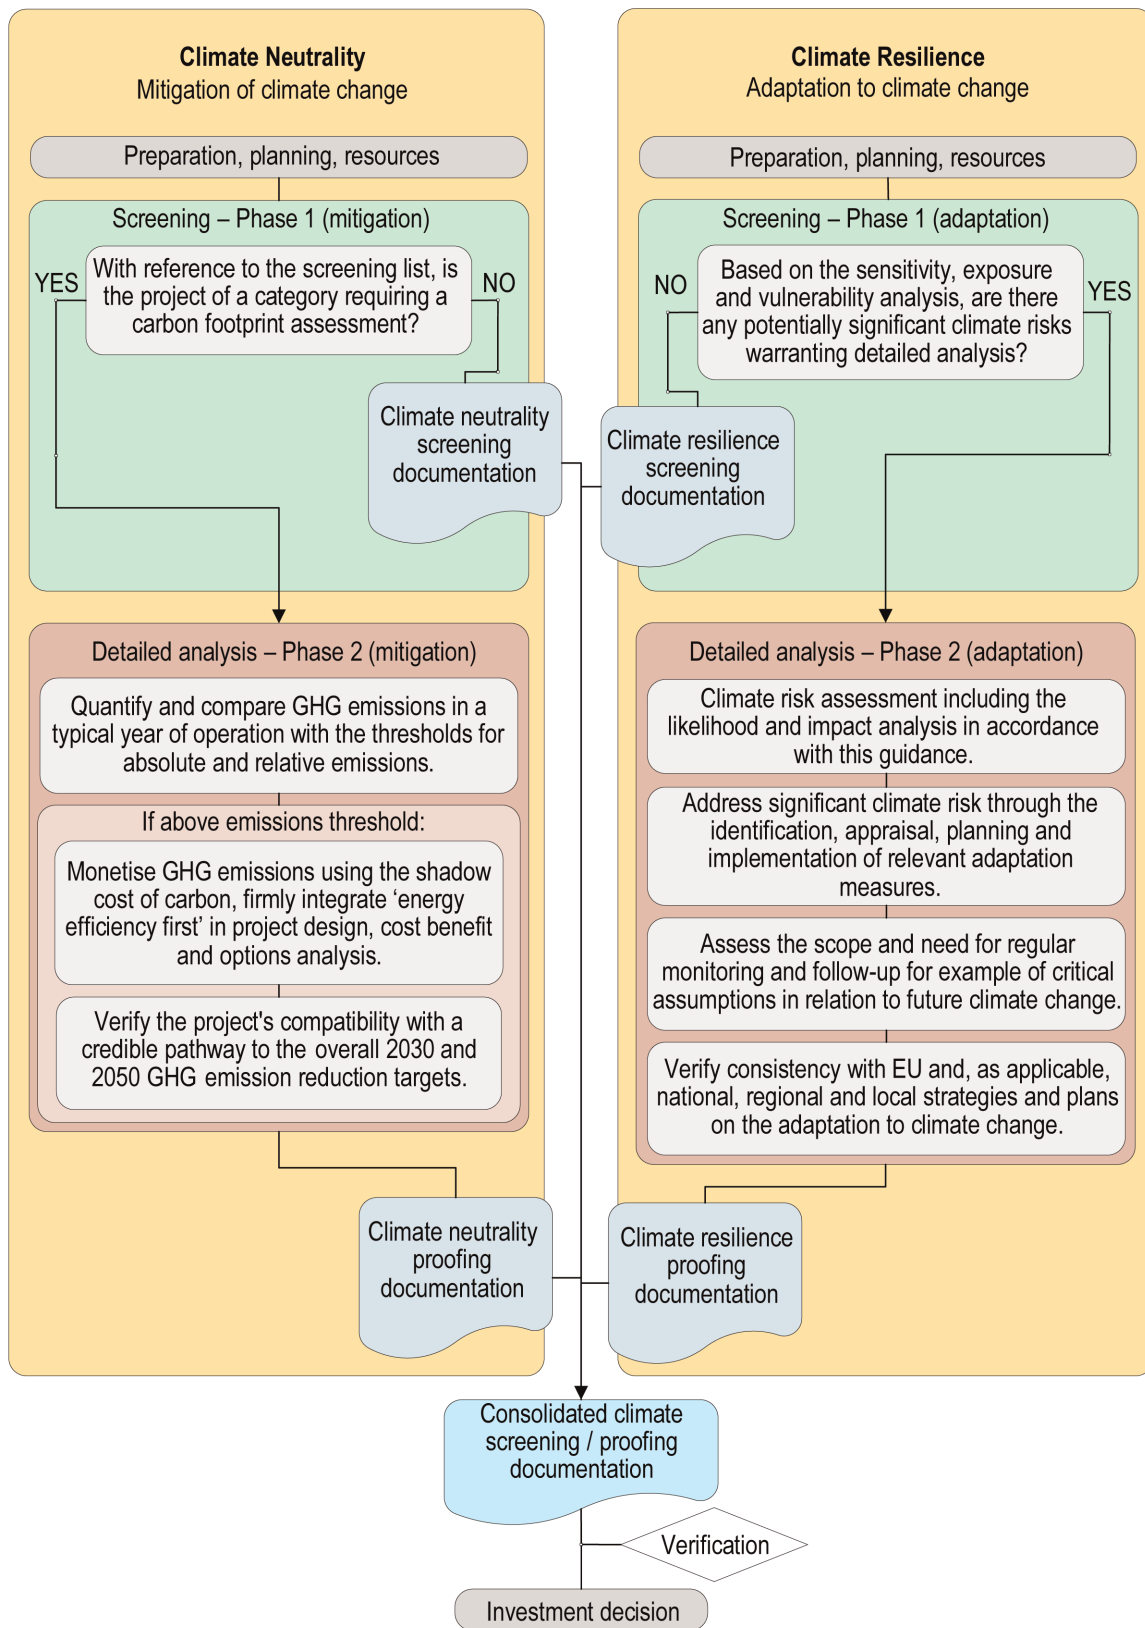 Climate Neutrality
Mitigation of climate change
Preparation, planning, resources
Screening – Phase 1 (mitigation)
YES
With reference to the screening list, is
the project of a category requiring a
carbon footprint assessment?
NO
Climate neutrality
screening
documentation
Detailed analysis – Phase 2 (mitigation)
Quantify and compare GHG emissions in a
typical year of operation with the thresholds for
absolute and relative emissions.
If above emissions threshold:
Monetise GHG emissions using the shadow
cost of carbon, firmly integrate ‘energy
efficiency first’ in project design, cost benefit
and options analysis.
Verify the project's compatibility with a
credible pathway to the overall 2030 and
2050 GHG emission reduction targets.
Climate neutrality
proofing
documentation
Climate Resilience
Adaptation to climate change
Preparation, planning, resources
Screening – Phase 1 (adaptation)
NO
Based on the sensitivity, exposure
and vulnerability analysis, are there
any potentially significant climate risks
warranting detailed analysis?
YES
Climate resilience
screening
documentation
Detailed analysis – Phase 2 (adaptation)
Climate risk assessment including the
likelihood and impact analysis in accordance
with this guidance.
Address significant climate risk through the
identification, appraisal, planning and
implementation of relevant adaptation
measures.
Assess the scope and need for regular
monitoring and follow-up for example of critical
assumptions in relation to future climate change.
Verify consistency with EU and, as applicable,
national, regional and local strategies and plans
on the adaptation to climate change.
Climate resilience
proofing
documentation
Consolidated climate
screening / proofing
documentation
Verification
Investment decision